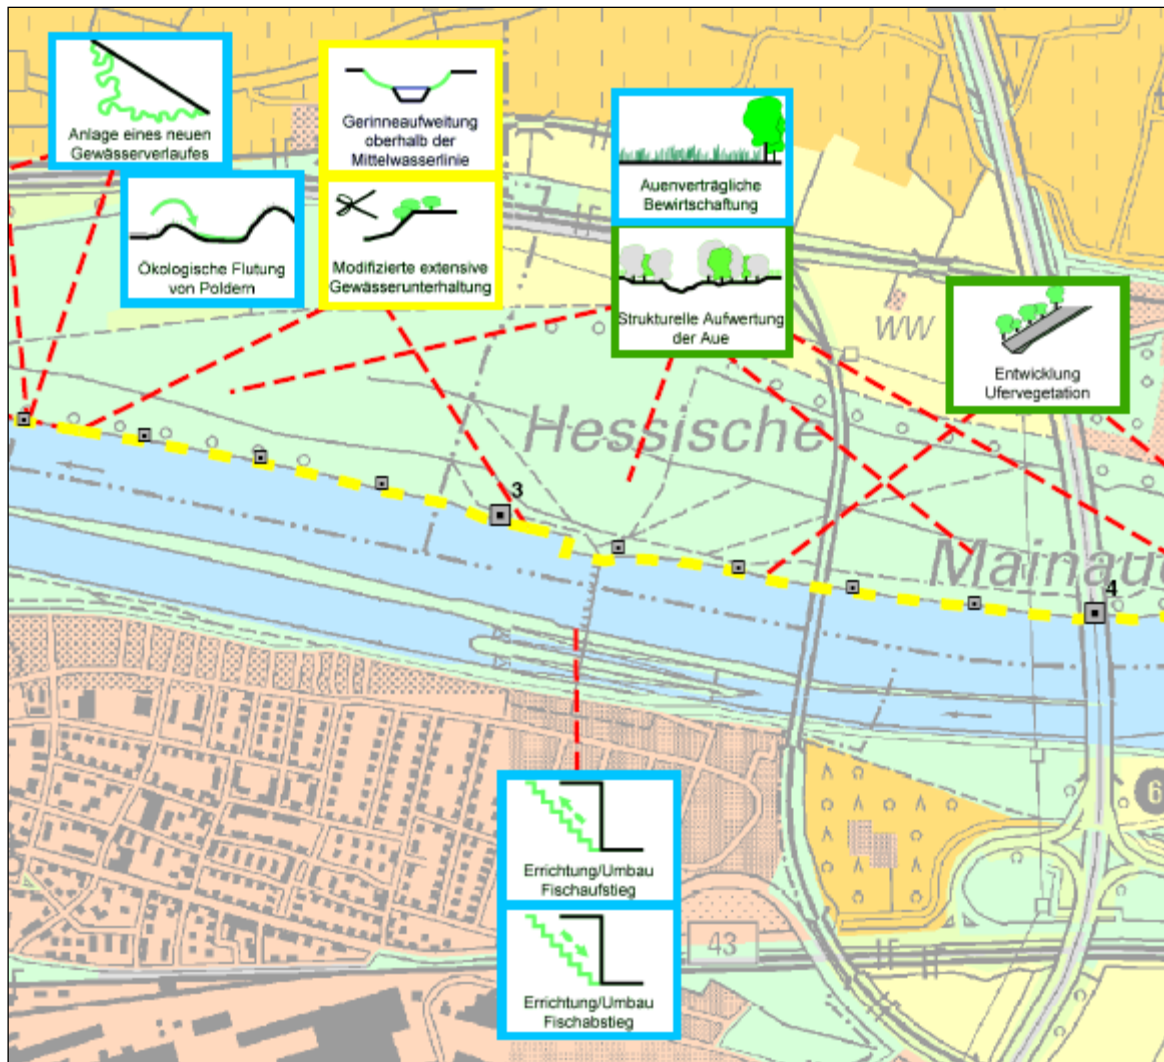 Anlage eines neuen
Gewässerverlaufes
Ökologische Flutung
von Poldern
Gerinneaufweitung
oberhalb der
Mittelwasserlinie
Modifizierte extensive
Gewässerunterhaltung
Auenverträgliche
Bewirtschaftung
Strukturelle Aufwertung
der Aue
WW
Entwicklung
Ufervegetation
Hessische
3
Mainaue
4
6
Errichtung/Umbau
Fischaufstieg
43
Errichtung/Umbau
Fischabstieg